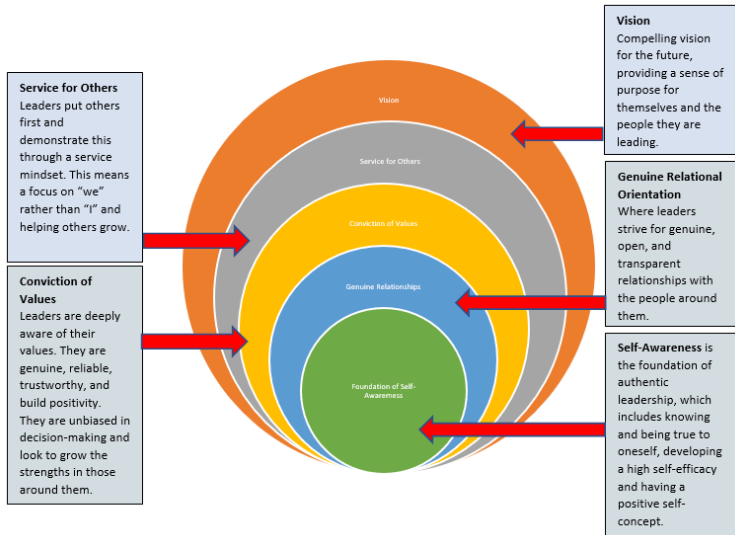 Vision
Compelling vision
for the future,
providing a sense of
purpose for
themselves and the
people they are
leading.
Service for Others
Leaders put others
first and
demonstrate this
through a service
mindset. This means
a focus on “we”
rather than “I” and
helping others grow.
Vision
Service for Others
Conviction of Values
Genuine Relationships
Foundation of Self-
Awareness
Genuine Relational
Orientation
Where leaders
strive for genuine,
open, and
transparent
relationships with
the people around
them.
Conviction of
Values
Leaders are deeply
aware of their
values. They are
genuine, reliable,
trustworthy, and
build positivity.
They are unbiased in
decision-making and
look to grow the
strengths in those
around them.
Self-Awareness is
the foundation of
authentic
leadership, which
includes knowing
and being true to
oneself, developing
a high self-efficacy
and having a
positive self-
concept.